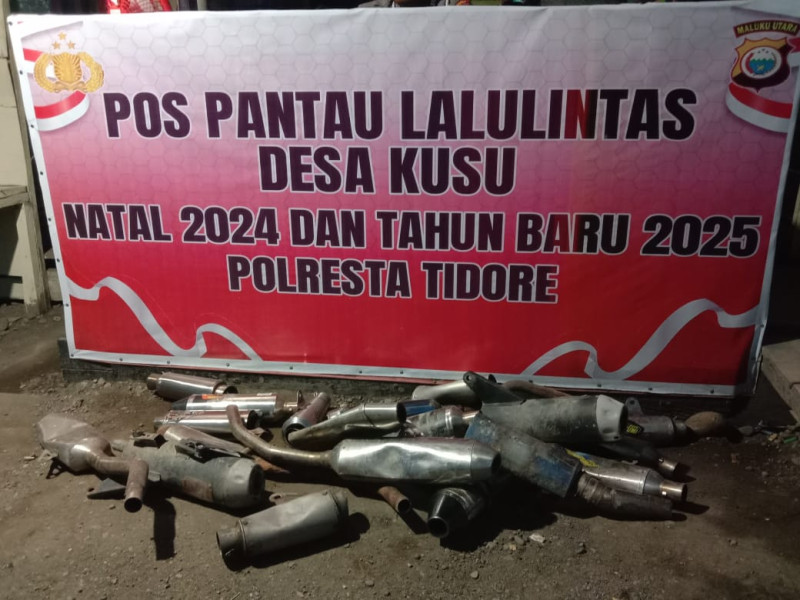 MALUKU UTARA
POS PANTAU LALULINTAS
DESA KUSU
NATAL 2024 DAN TAHUN BARU 2025
POLRESTA TIDORE